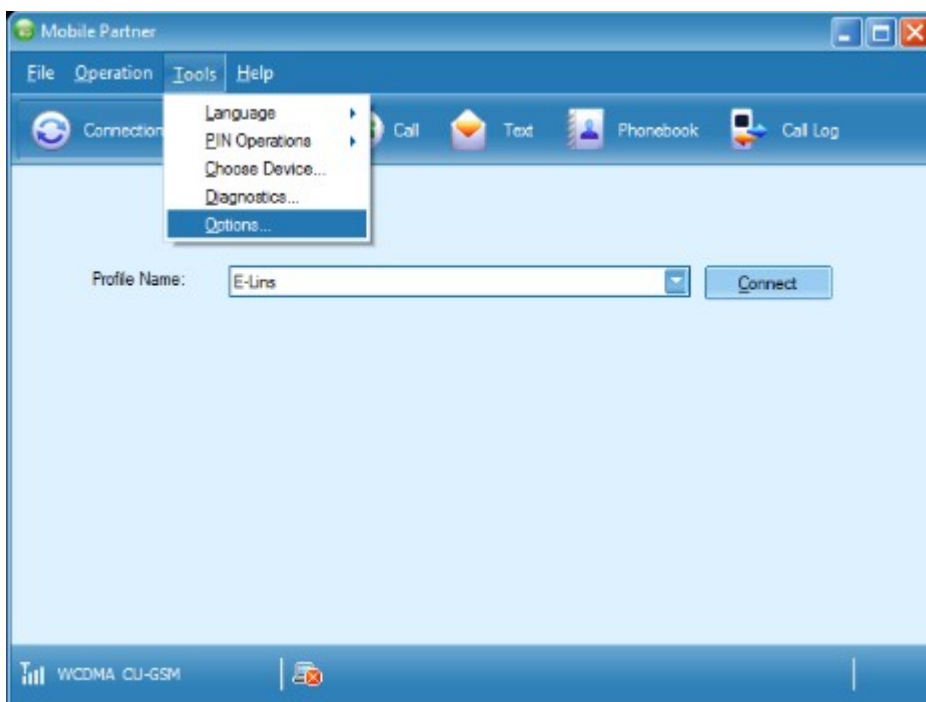 Mobile Partner
File Operation Tools Help
Connection Call Text Phonebook Call Log
Language
PIN Operations
Choose Device...
Diagnostics...
Options...
Profile Name: E-Lins Connect
WCDMA CU-GSM